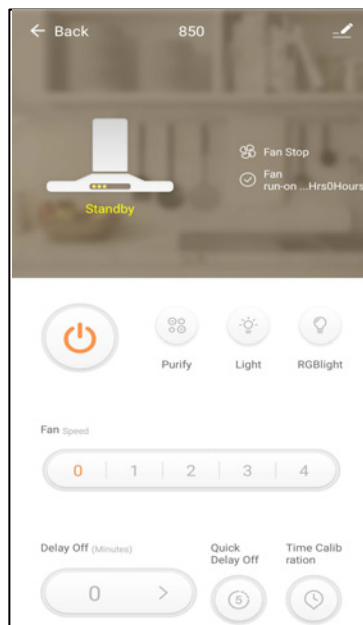 Back
850
Fan Stop
Fan
run-on ...Hrs0Hours
Standby
Purify
Light
RGBlight
Fan Speed
0 1 2 3 4
Delay Off (Minutes)
Quick
Delay Off
Time Calib
ration
0
5